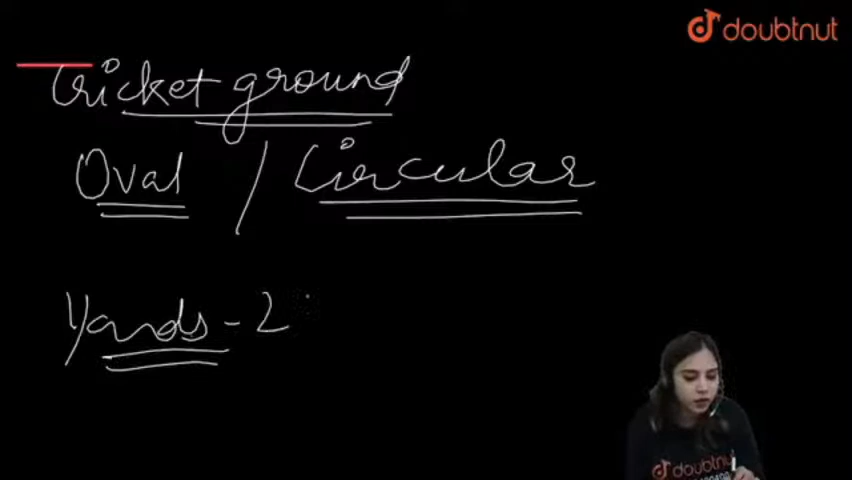 doubtnut
Cricket ground
Oval / Circular
Yards - 2
doubtnut